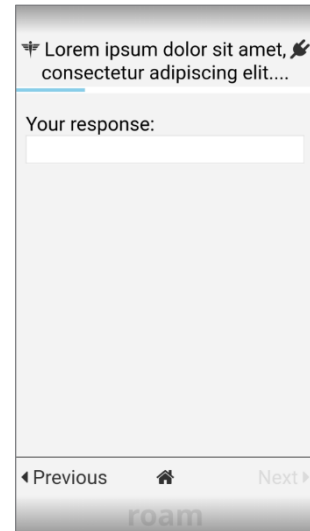 Lorem ipsum dolor sit amet,
consectetur adipiscing elit....
Your response:
Previous
Next
roam